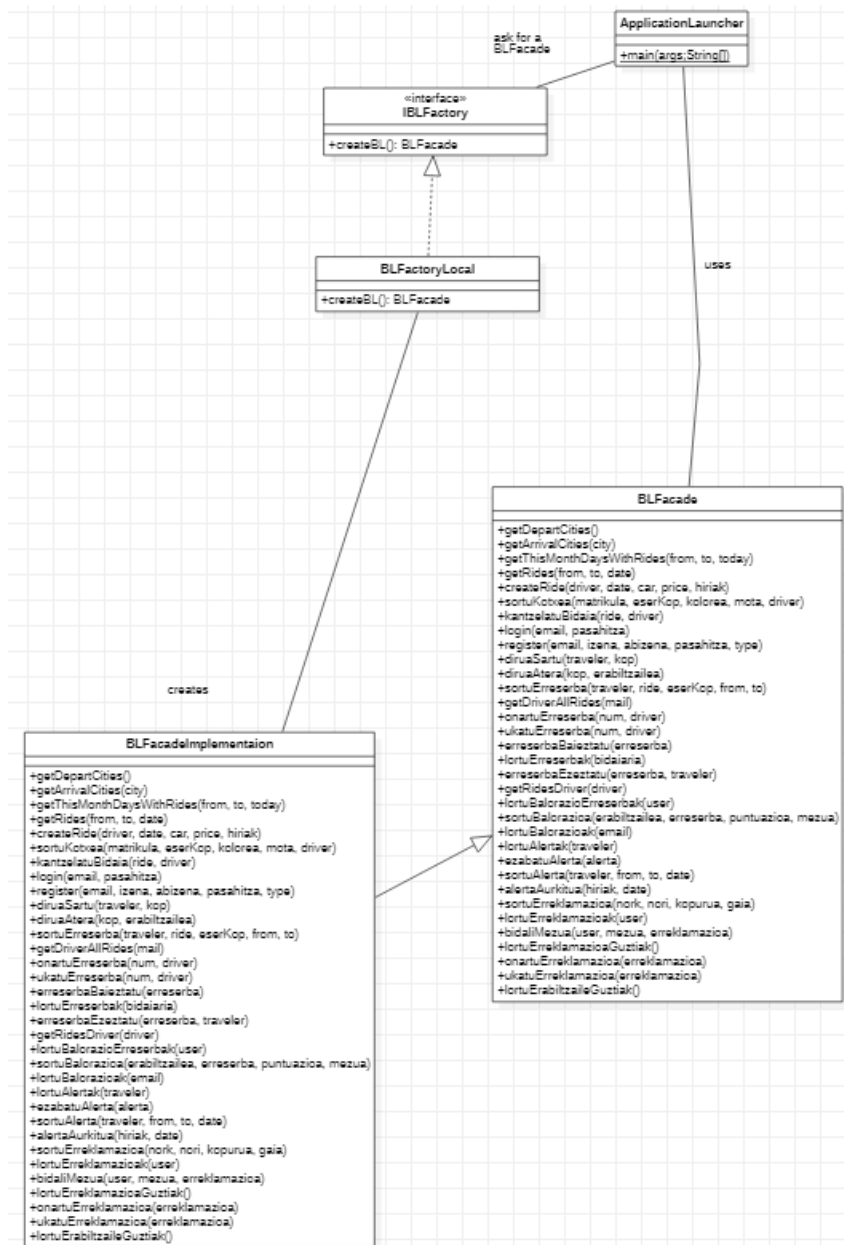 ApplicationLauncher
+main(args:String[])
ask for a
BLFacade
«interface»
IBLFactory
+createBL(): BLFacade
BLFactoryLocal
+createBL(): BLFacade
uses
creates
BLFacade
+getDepartCities()
+getArrivalCities(city)
+getThisMonthDaysWithRides(from, to, today)
+getRides(from, to, date)
+createRide(driver, date, car, price, hiriak)
+sortuKotxea(matrikula, eserKop, kolorea, mota, driver)
+kantzelatuBidaia(ride, driver)
+login(email, pasahitza)
+register(email, izena, abizena, pasahitza, type)
+diruaSartu(traveler, kop)
+diruaAtera(kop, erabiltzailea)
+sortuErreserba(traveler, ride, eserKop, from, to)
+getDriverAllRides(mail)
+onartuErreserba(num, driver)
+ukatuErreserba(num, driver)
+erreserbaBaieztatu(erreserba)
+lortuErreserbak(bidaiaria)
+erreserbaEzeztatu(erreserba, traveler)
+getRidesDriver(driver)
+lortuBalorazioErreserbak(user)
+sortuBalorazioa(erabiltzailea, erreserba, puntuazioa, mezua)
+lortuBalorazioak(email)
+lortuAlertak(traveler)
+ezabatuAlerta(alerta)
+sortuAlerta(traveler, from, to, date)
+alertaAurkitua(hiriak, date)
+sortuErreklamazioa(nork, nori, kopurua, gaia)
+lortuErreklamazioak(user)
+bidaliMezua(user, mezua, erreklamazioa)
+lortuErreklamazioaGuztiak()
+onartuErreklamazioa(erreklamazioa)
+ukatuErreklamazioa(erreklamazioa)
+lortuErabiltzaileGuztiak()
BLFacadeImplementaion
+getDepartCities()
+getArrivalCities(city)
+getThisMonthDaysWithRides(from, to, today)
+getRides(from, to, date)
+createRide(driver, date, car, price, hiriak)
+sortuKotxea(matrikula, eserKop, kolorea, mota, driver)
+kantzelatuBidaia(ride, driver)
+login(email, pasahitza)
+register(email, izena, abizena, pasahitza, type)
+diruaSartu(traveler, kop)
+diruaAtera(kop, erabiltzailea)
+sortuErreserba(traveler, ride, eserKop, from, to)
+getDriverAllRides(mail)
+onartuErreserba(num, driver)
+ukatuErreserba(num, driver)
+erreserbaBaieztatu(erreserba)
+lortuErreserbak(bidaiaria)
+erreserbaEzeztatu(erreserba, traveler)
+getRidesDriver(driver)
+lortuBalorazioErreserbak(user)
+sortuBalorazioa(erabiltzailea, erreserba, puntuazioa, mezua)
+lortuBalorazioak(email)
+lortuAlertak(traveler)
+ezabatuAlerta(alerta)
+sortuAlerta(traveler, from, to, date)
+alertaAurkitua(hiriak, date)
+sortuErreklamazioa(nork, nori, kopurua, gaia)
+lortuErreklamazioak(user)
+bidaliMezua(user, mezua, erreklamazioa)
+lortuErreklamazioaGuztiak()
+onartuErreklamazioa(erreklamazioa)
+ukatuErreklamazioa(erreklamazioa)
+lortuErabiltzaileGuztiak()